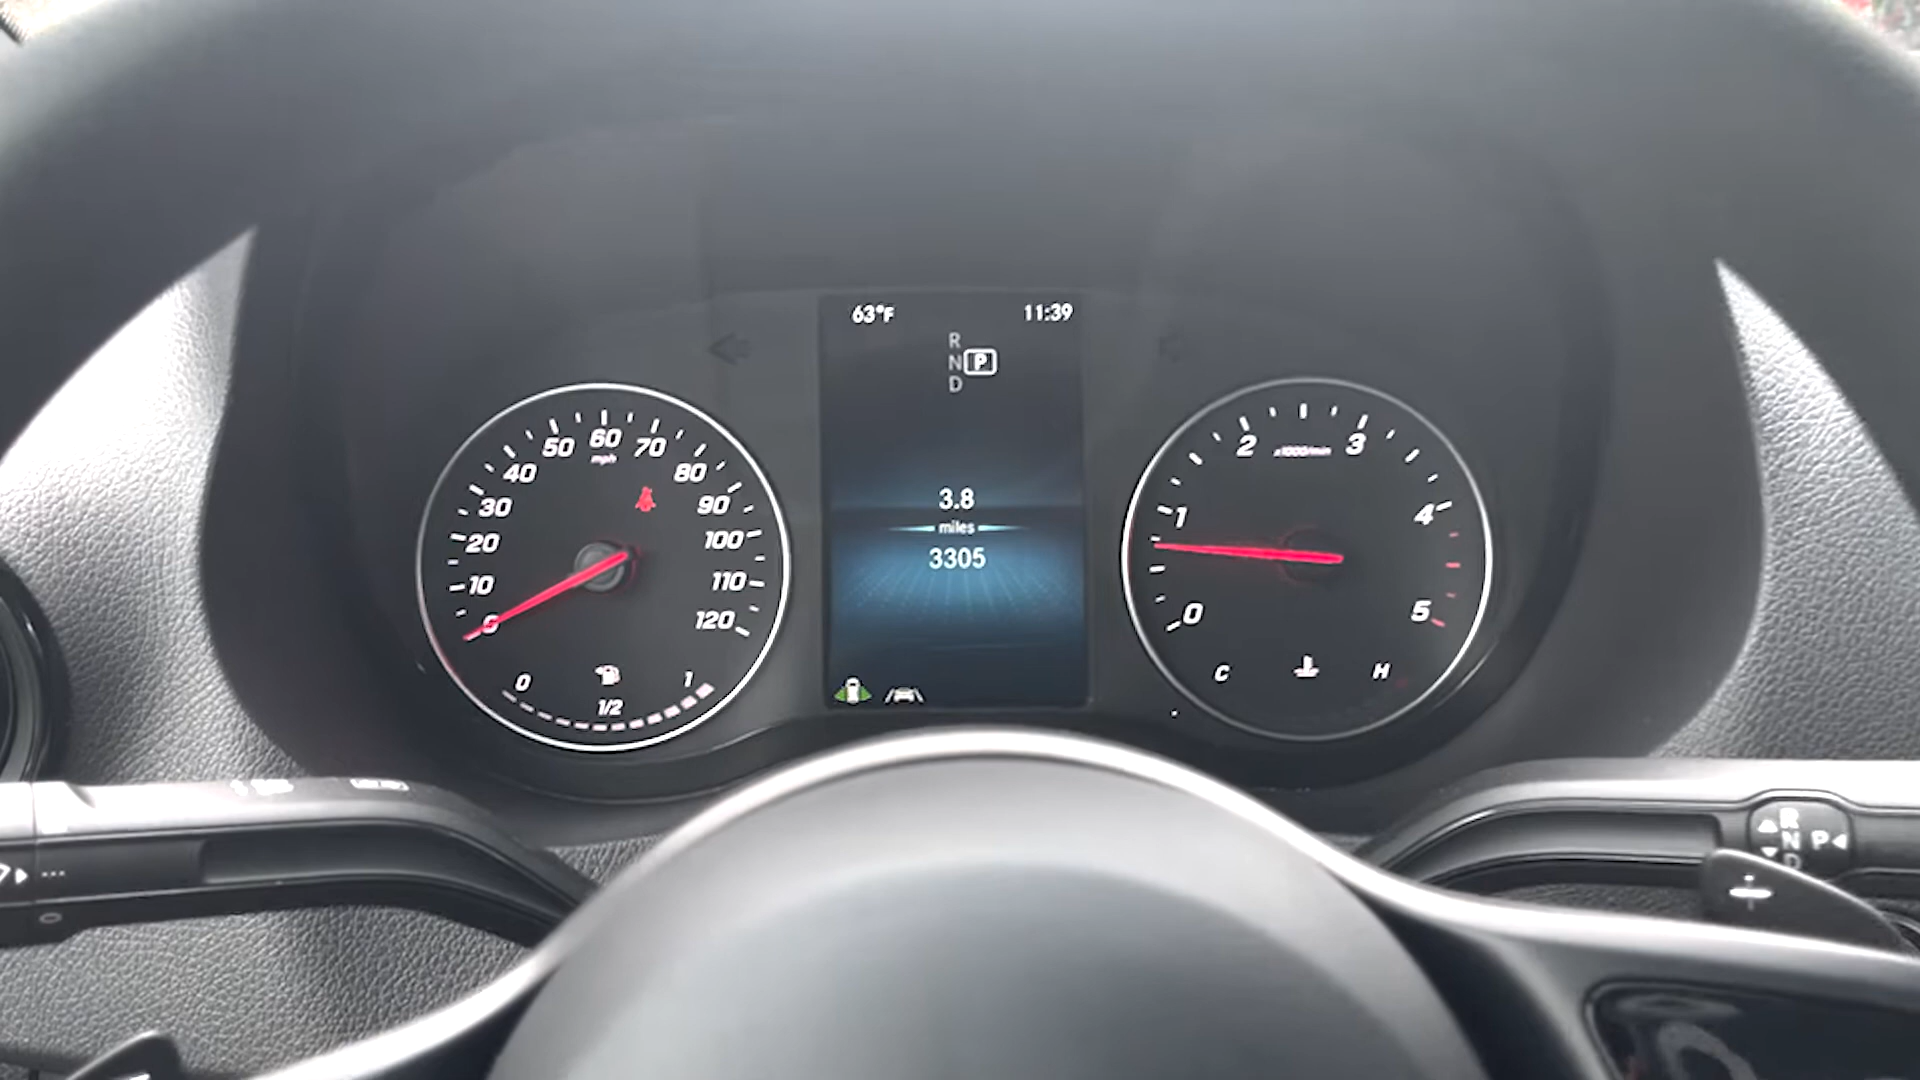 63°F 11:39
R
N P
D
0 10 20 30 40 50 60 70 80 90 100 110 120
mph
0 1/2 1
3.8
miles
3305
0 1 2 3 4 5
x1000/min
C H
R
N P
D